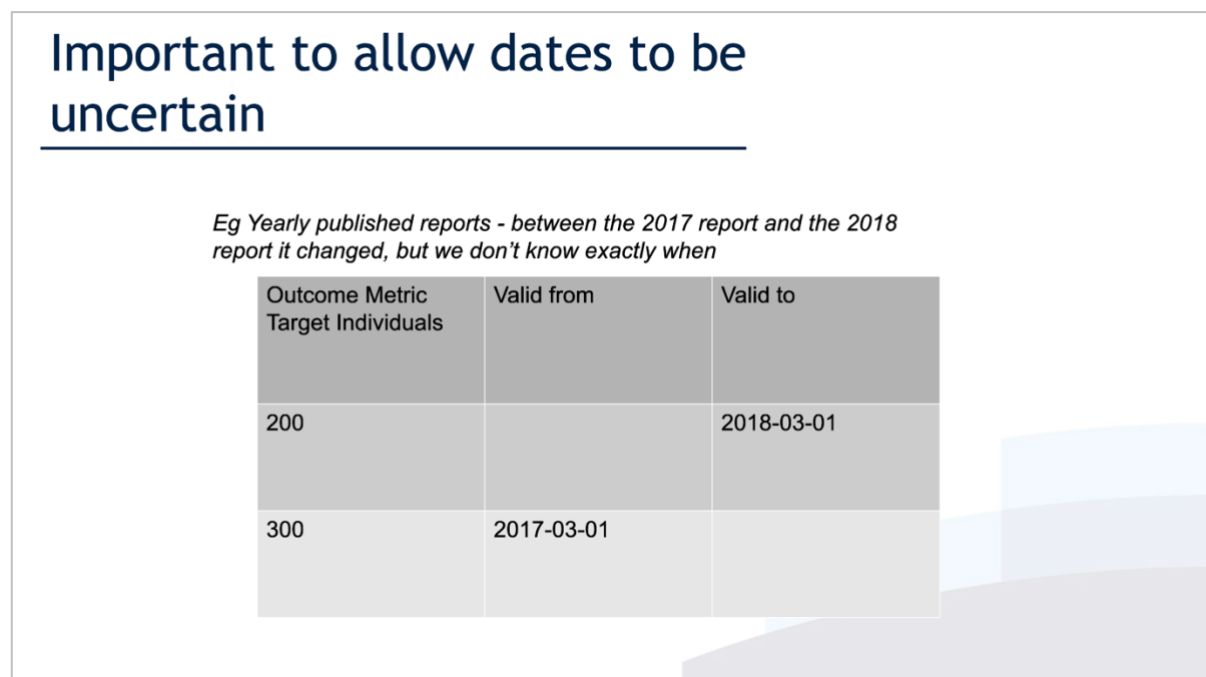 Important to allow dates to be
uncertain
Eg Yearly published reports - between the 2017 report and the 2018
report it changed, but we don't know exactly when
Outcome Metric Valid from Valid to
Target Individuals
200 2018-03-01
300 2017-03-01